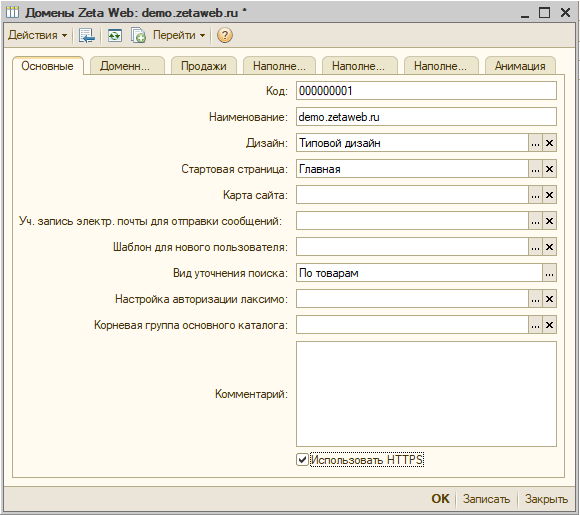 Домены Zeta Web: demo.zetaweb.ru *
Действия Перейти ?
Основные Доменн... Продажи Наполне... Наполне... Наполне... Анимация
Код: 000000001
Наименование: demo.zetaweb.ru
Дизайн: Типовой дизайн ... x
Стартовая страница: Главная ... x
Карта сайта: ... x
Уч. запись электр. почты для отправки сообщений: ... x
Шаблон для нового пользователя: ... x
Вид уточнения поиска: По товарам ...
Настройка авторизации лаксимо: ... x
Корневая группа основного каталога: ... x
Комментарий:
Использовать HTTPS
OK Записать Закрыть